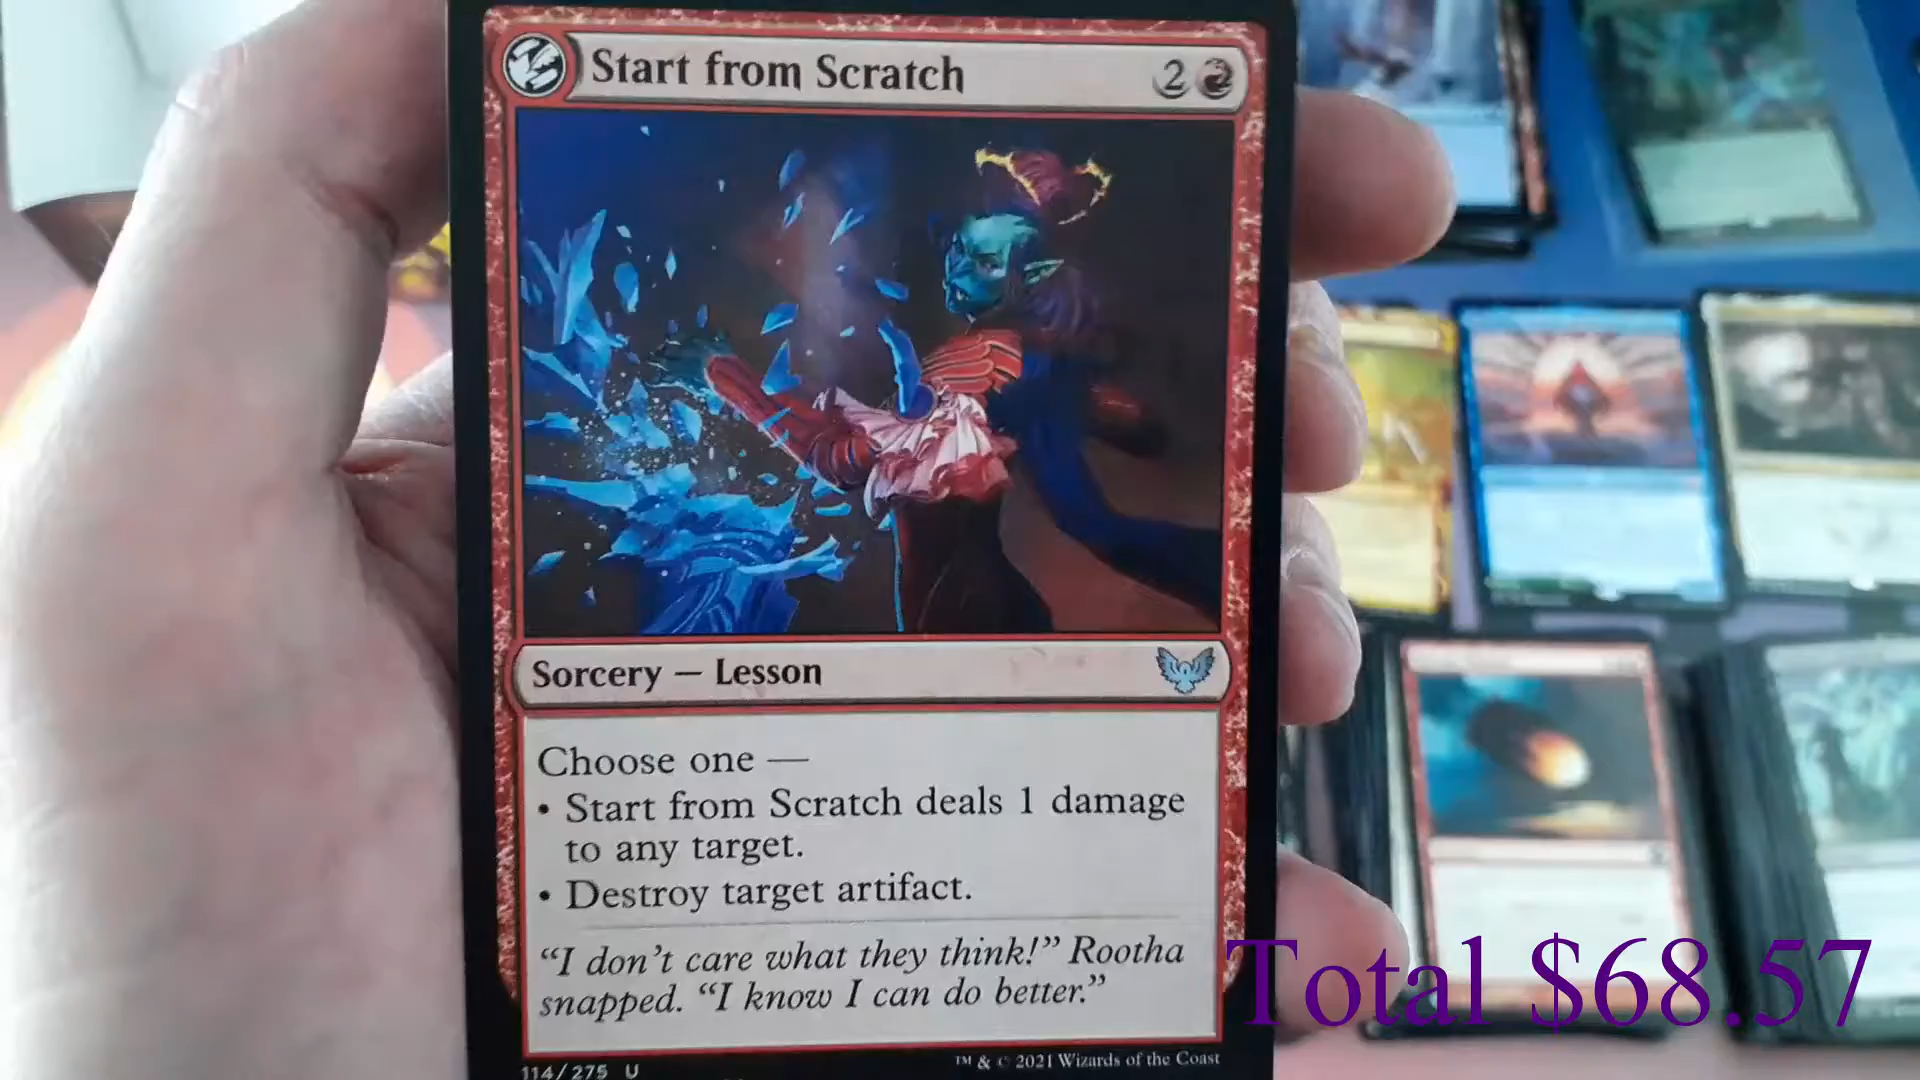 Start from Scratch 2
Sorcery — Lesson
Choose one —
• Start from Scratch deals 1 damage
to any target.
• Destroy target artifact.
“I don’t care what they think!” Rootha
snapped. “I know I can do better.”
Total $68.57
114/275 U
™ & © 2021 Wizards of the Coast